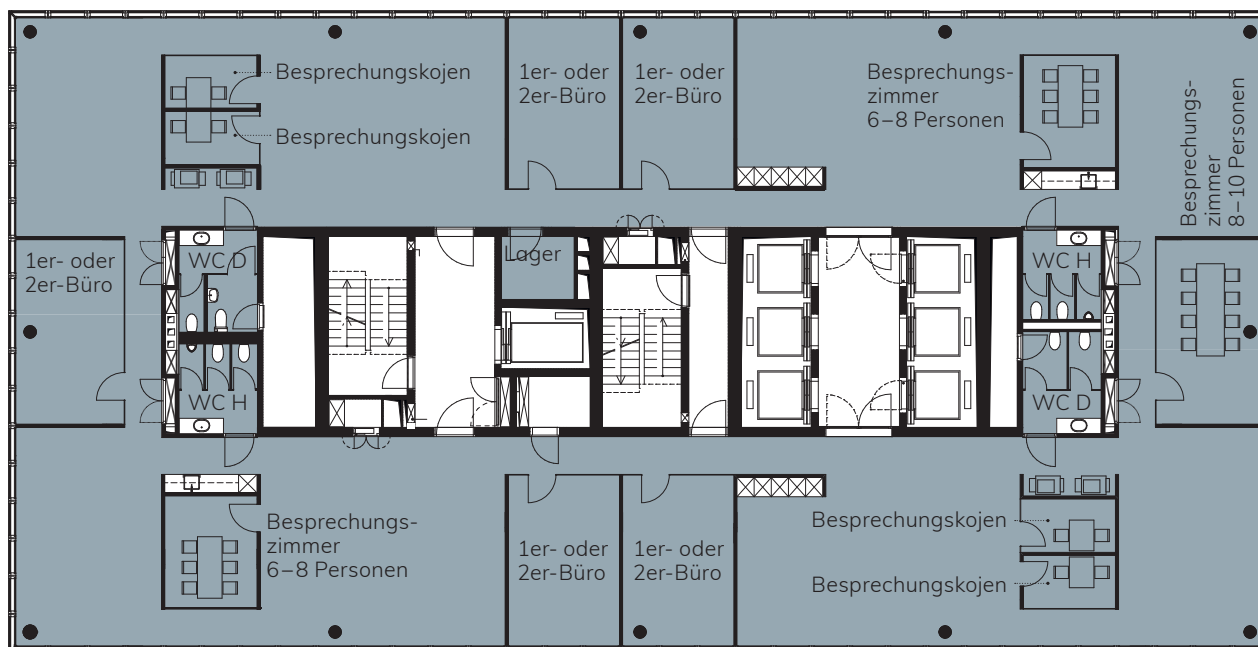 Besprechungskojen
Besprechungskojen
1er- oder
2er-Büro
1er- oder
2er-Büro
Besprechungs-
zimmer
6–8 Personen
Besprechungs-
zimmer
8–10 Personen
1er- oder
2er-Büro
WC D
Lager
WC H
WC H
WC D
Besprechungs-
zimmer
6–8 Personen
1er- oder
2er-Büro
1er- oder
2er-Büro
Besprechungskojen
Besprechungskojen